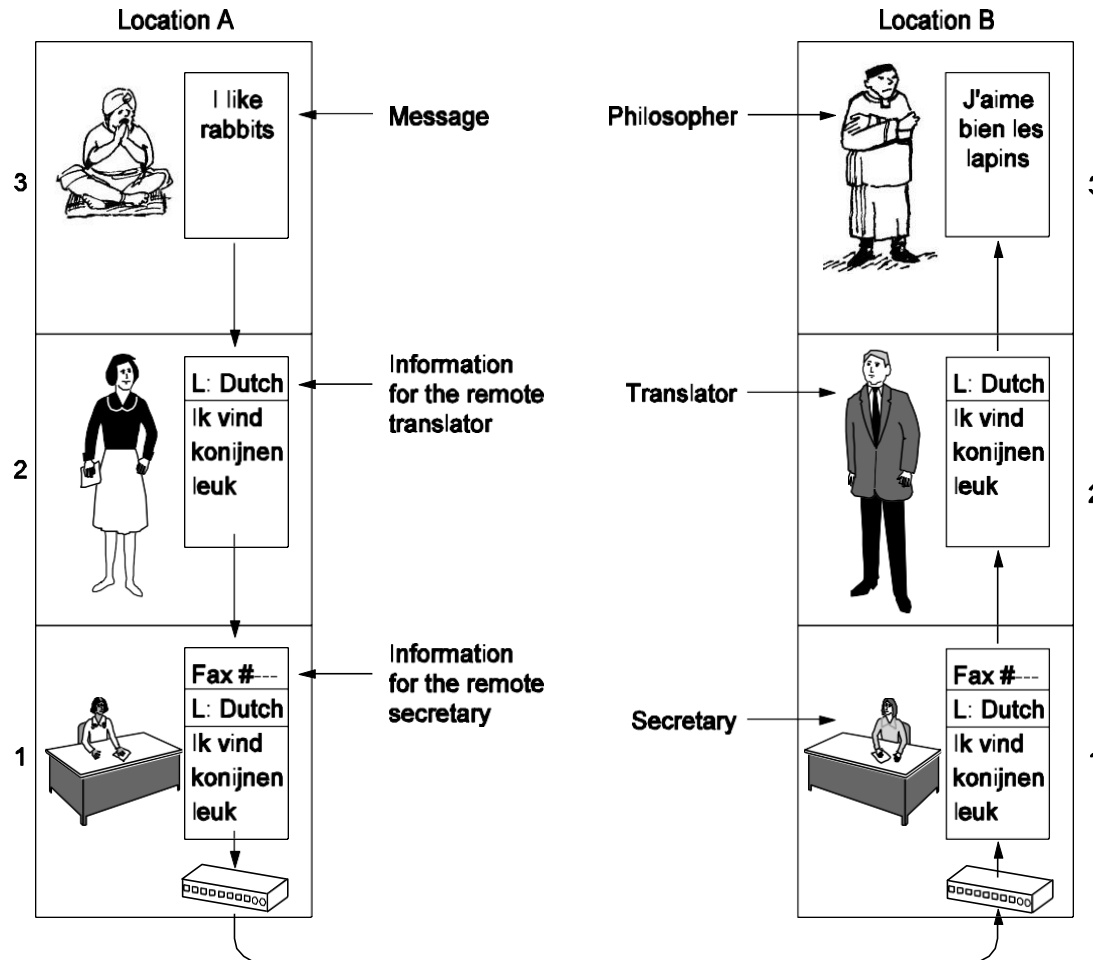 Location A
Location B
I like
rabbits
Message
Philosopher
J'aime
bien les
lapins
3
3
L: Dutch
Ik vind
konijnen
leuk
Information
for the remote
translator
Translator
L: Dutch
Ik vind
konijnen
leuk
2
2
Fax #---
L: Dutch
Ik vind
konijnen
leuk
Information
for the remote
secretary
Secretary
Fax #---
L: Dutch
Ik vind
konijnen
leuk
1